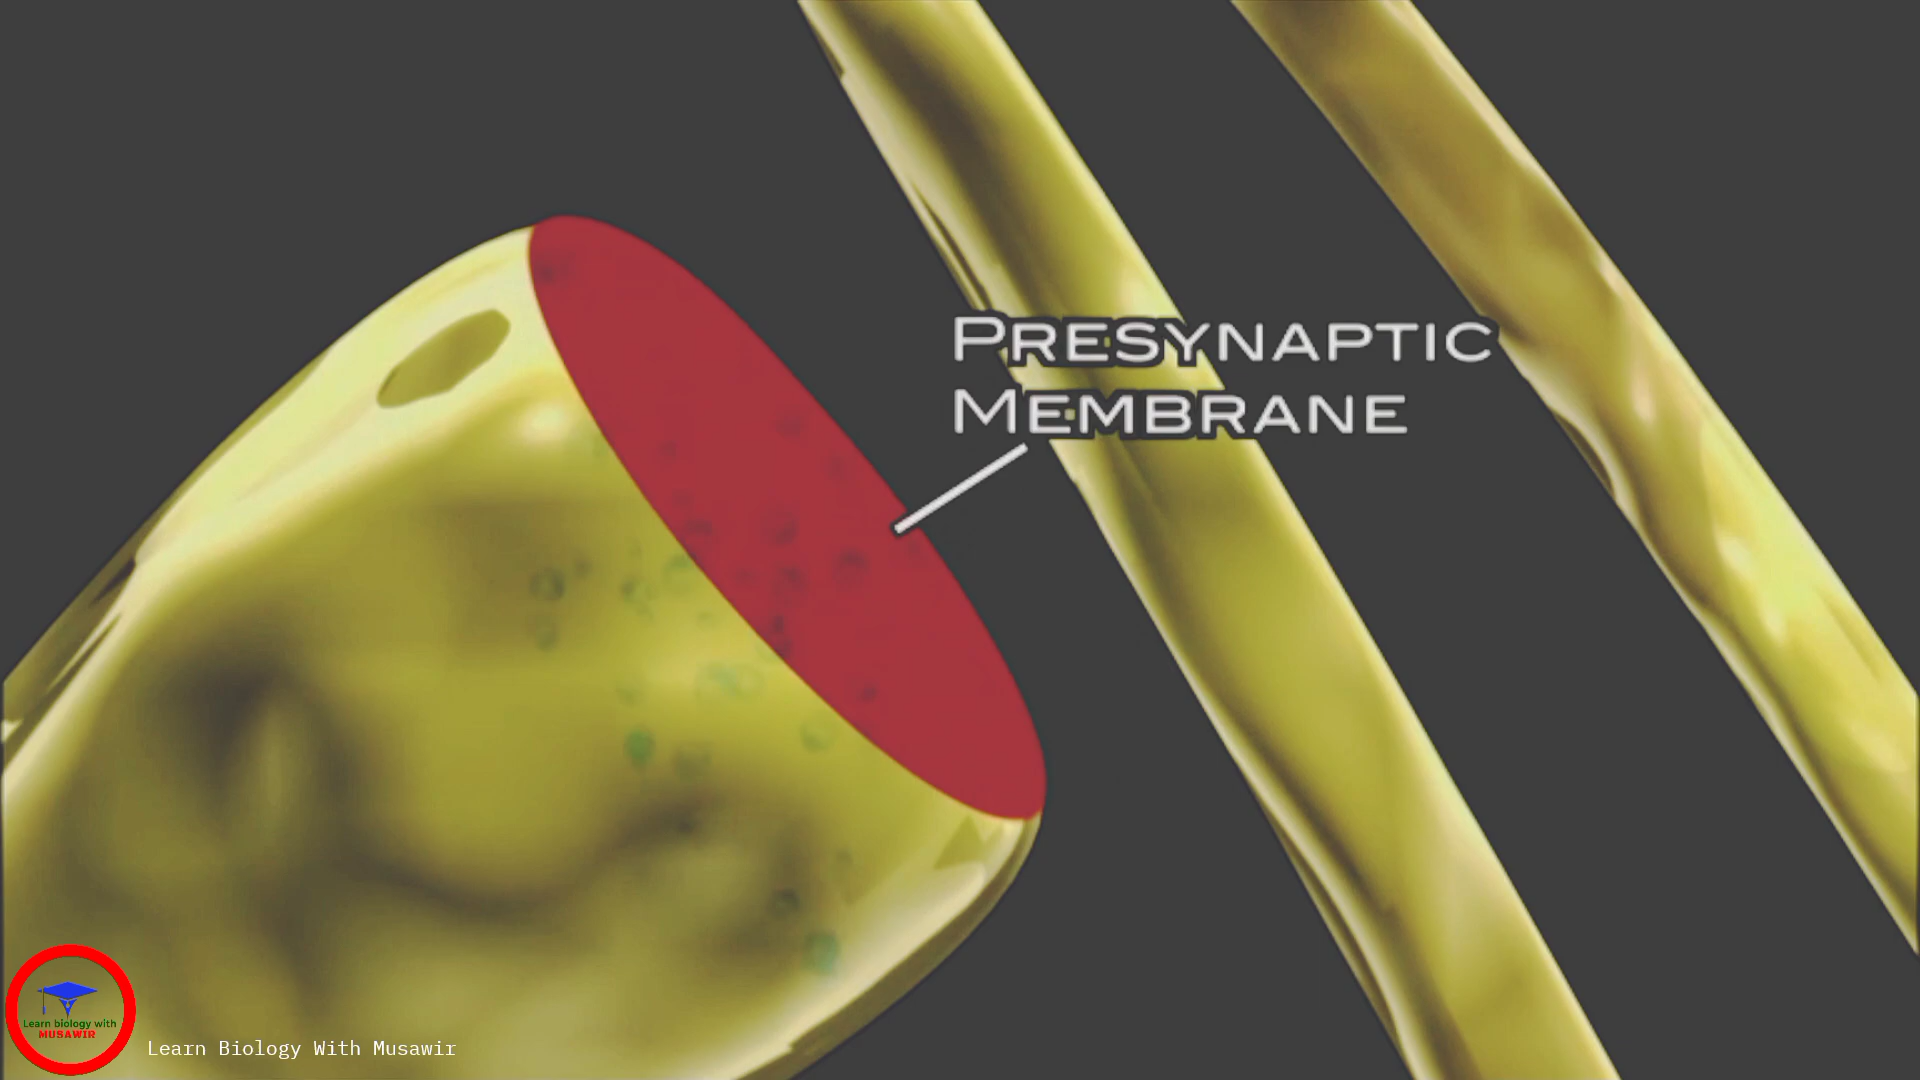 PRESYNAPTIC
MEMBRANE
Learn biology with
MUSAWIR
Learn Biology With Musawir